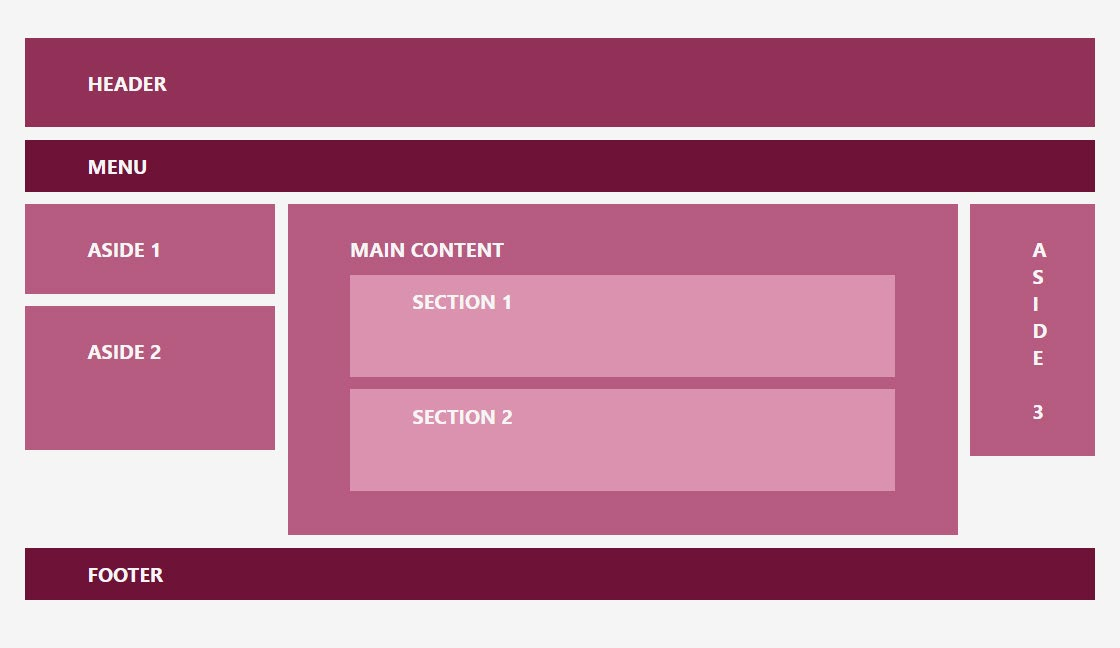 HEADER
MENU
ASIDE 1
ASIDE 2
MAIN CONTENT
SECTION 1
SECTION 2
A
S
I
D
E
3
FOOTER